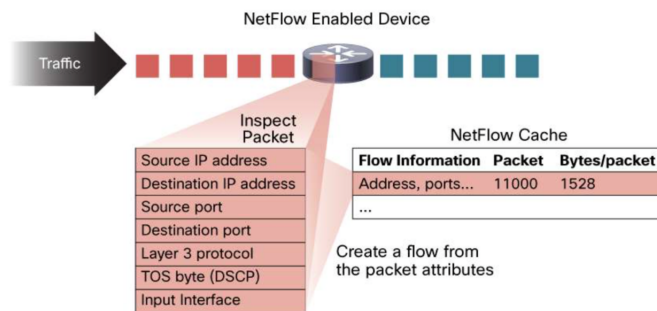 NetFlow Enabled Device
Traffic
Inspect
Packet
Source IP address
Destination IP address
Source port
Destination port
Layer 3 protocol
TOS byte (DSCP)
Input Interface
NetFlow Cache
Flow Information Packet Bytes/packet
Address, ports... 11000 1528
...
Create a flow from
the packet attributes